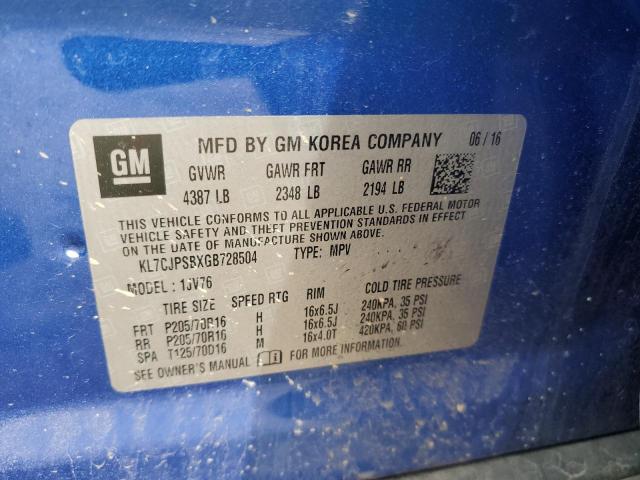 GM
MFD BY GM KOREA COMPANY 06 / 16
GVWR GAWR FRT GAWR RR
4387 LB 2348 LB 2194 LB
THIS VEHICLE CONFORMS TO ALL APPLICABLE U.S. FEDERAL MOTOR
VEHICLE SAFETY AND THEFT PREVENTION STANDARDS IN EFFECT
ON THE DATE OF MANUFACTURE SHOWN ABOVE.
KL7CJPSBXGB728504 TYPE: MPV
MODEL: 1JV76
TIRE SIZE SPEED RTG RIM COLD TIRE PRESSURE
FRT P205/70R16 H 16x6.5J 240KPA, 35 PSI
RR P205/70R16 H 16x6.5J 240KPA, 35 PSI
SPA T125/70D16 M 16x4.0T 420KPA, 60 PSI
SEE OWNER'S MANUAL FOR MORE INFORMATION.